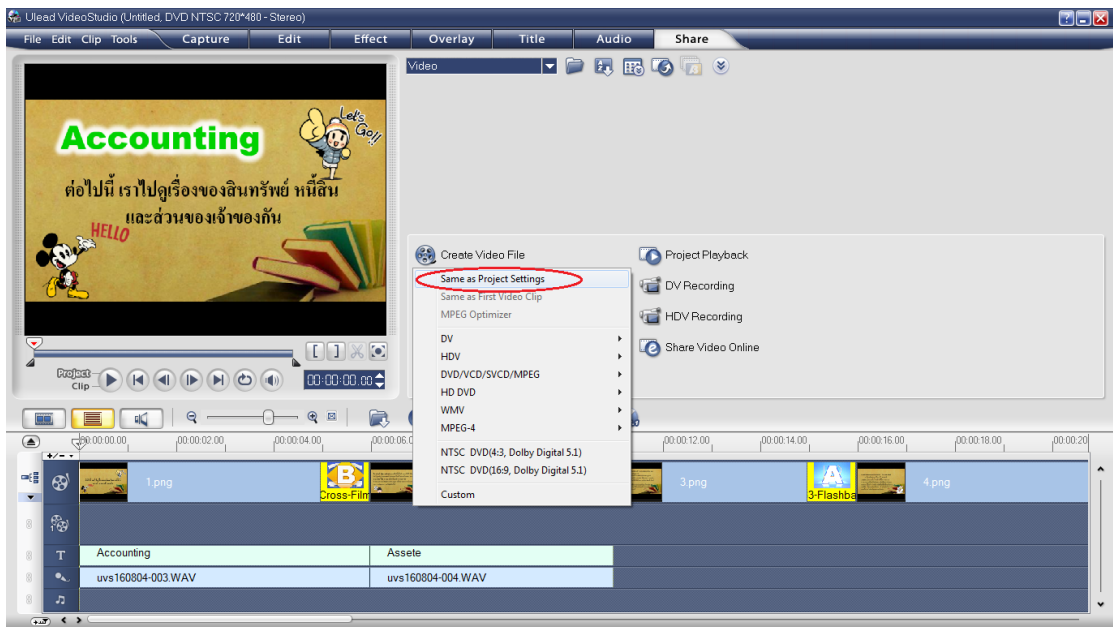 Ulead VideoStudio (Untitled, DVD NTSC 720*480 - Stereo)
File Edit Clip Tools Capture Edit Effect Overlay Title Audio Share
Video
Let's Go!!
Accounting
ต่อไปนี้ เราไปดูเรื่องของสินทรัพย์ หนี้สิน
และส่วนของเจ้าของกัน
HELLO
Create Video File
Same as Project Settings
Same as First Video Clip
MPEG Optimizer
DV
HDV
DVD/VCD/SVCD/MPEG
HD DVD
WMV
MPEG-4
NTSC DVD(4:3, Dolby Digital 5.1)
NTSC DVD(16:9, Dolby Digital 5.1)
Custom
Project Playback
DV Recording
HDV Recording
Share Video Online
Project
Clip
00:00:00.00
00:00:00.00 00:00:02.00 00:00:04.00 00:00:06.0 00:00:12.00 00:00:14.00 00:00:16.00 00:00:18.00 00:00:20
1.png B Cross-Film 3.png A 3-Flashba 4.png
T Accounting Assete
uvs160804-003.WAV uvs160804-004.WAV